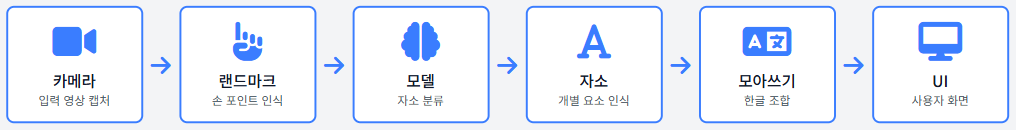 카메라
입력 영상 캡처
랜드마크
손 포인트 인식
모델
자소 분류
A
자소
개별 요소 인식
A 文
모아쓰기
한글 조합
UI
사용자 화면